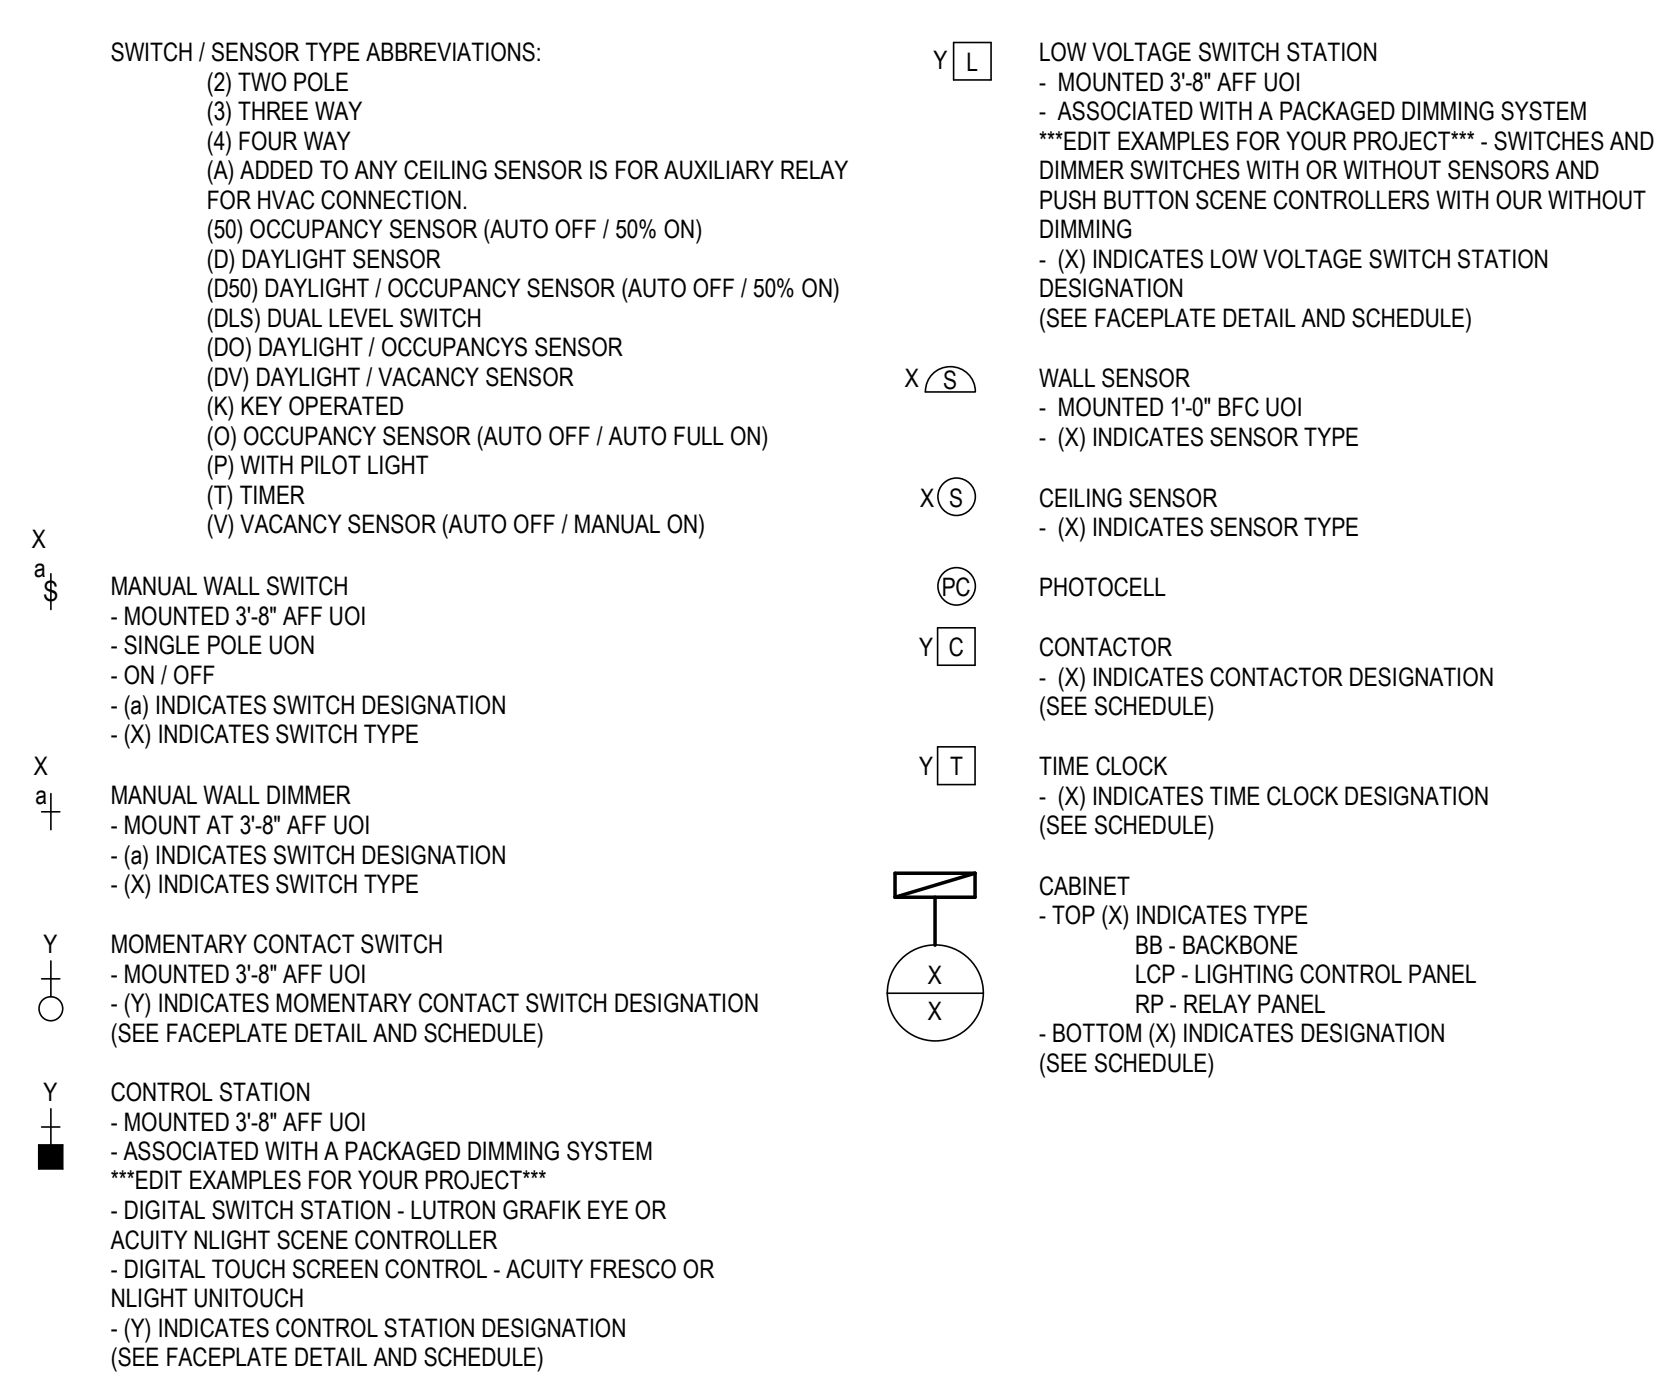 SWITCH / SENSOR TYPE ABBREVIATIONS:
(2) TWO POLE
(3) THREE WAY
(4) FOUR WAY
(A) ADDED TO ANY CEILING SENSOR IS FOR AUXILIARY RELAY
FOR HVAC CONNECTION.
(50) OCCUPANCY SENSOR (AUTO OFF / 50% ON)
(D) DAYLIGHT SENSOR
(D50) DAYLIGHT / OCCUPANCY SENSOR (AUTO OFF / 50% ON)
(DLS) DUAL LEVEL SWITCH
(DO) DAYLIGHT / OCCUPANCYS SENSOR
(DV) DAYLIGHT / VACANCY SENSOR
(K) KEY OPERATED
(O) OCCUPANCY SENSOR (AUTO OFF / AUTO FULL ON)
(P) WITH PILOT LIGHT
(T) TIMER
(V) VACANCY SENSOR (AUTO OFF / MANUAL ON)
X
a
$ MANUAL WALL SWITCH
- MOUNTED 3'-8" AFF UOI
- SINGLE POLE UON
- ON / OFF
- (a) INDICATES SWITCH DESIGNATION
- (X) INDICATES SWITCH TYPE
X
a MANUAL WALL DIMMER
- MOUNT AT 3'-8" AFF UOI
- (a) INDICATES SWITCH DESIGNATION
- (X) INDICATES SWITCH TYPE
Y MOMENTARY CONTACT SWITCH
- MOUNTED 3'-8" AFF UOI
- (Y) INDICATES MOMENTARY CONTACT SWITCH DESIGNATION
(SEE FACEPLATE DETAIL AND SCHEDULE)
Y CONTROL STATION
- MOUNTED 3'-8" AFF UOI
- ASSOCIATED WITH A PACKAGED DIMMING SYSTEM
***EDIT EXAMPLES FOR YOUR PROJECT***
- DIGITAL SWITCH STATION - LUTRON GRAFIK EYE OR
ACUITY NLIGHT SCENE CONTROLLER
- DIGITAL TOUCH SCREEN CONTROL - ACUITY FRESCO OR
NLIGHT UNITOUCH
- (Y) INDICATES CONTROL STATION DESIGNATION
(SEE FACEPLATE DETAIL AND SCHEDULE)
Y L LOW VOLTAGE SWITCH STATION
- MOUNTED 3'-8" AFF UOI
- ASSOCIATED WITH A PACKAGED DIMMING SYSTEM
***EDIT EXAMPLES FOR YOUR PROJECT*** - SWITCHES AND
DIMMER SWITCHES WITH OR WITHOUT SENSORS AND
PUSH BUTTON SCENE CONTROLLERS WITH OUR WITHOUT
DIMMING
- (X) INDICATES LOW VOLTAGE SWITCH STATION
DESIGNATION
(SEE FACEPLATE DETAIL AND SCHEDULE)
X S WALL SENSOR
- MOUNTED 1'-0" BFC UOI
- (X) INDICATES SENSOR TYPE
X S CEILING SENSOR
- (X) INDICATES SENSOR TYPE
PC PHOTOCELL
Y C CONTACTOR
- (X) INDICATES CONTACTOR DESIGNATION
(SEE SCHEDULE)
Y T TIME CLOCK
- (X) INDICATES TIME CLOCK DESIGNATION
(SEE SCHEDULE)
CABINET
- TOP (X) INDICATES TYPE
BB - BACKBONE
X LCP - LIGHTING CONTROL PANEL
X RP - RELAY PANEL
- BOTTOM (X) INDICATES DESIGNATION
(SEE SCHEDULE)